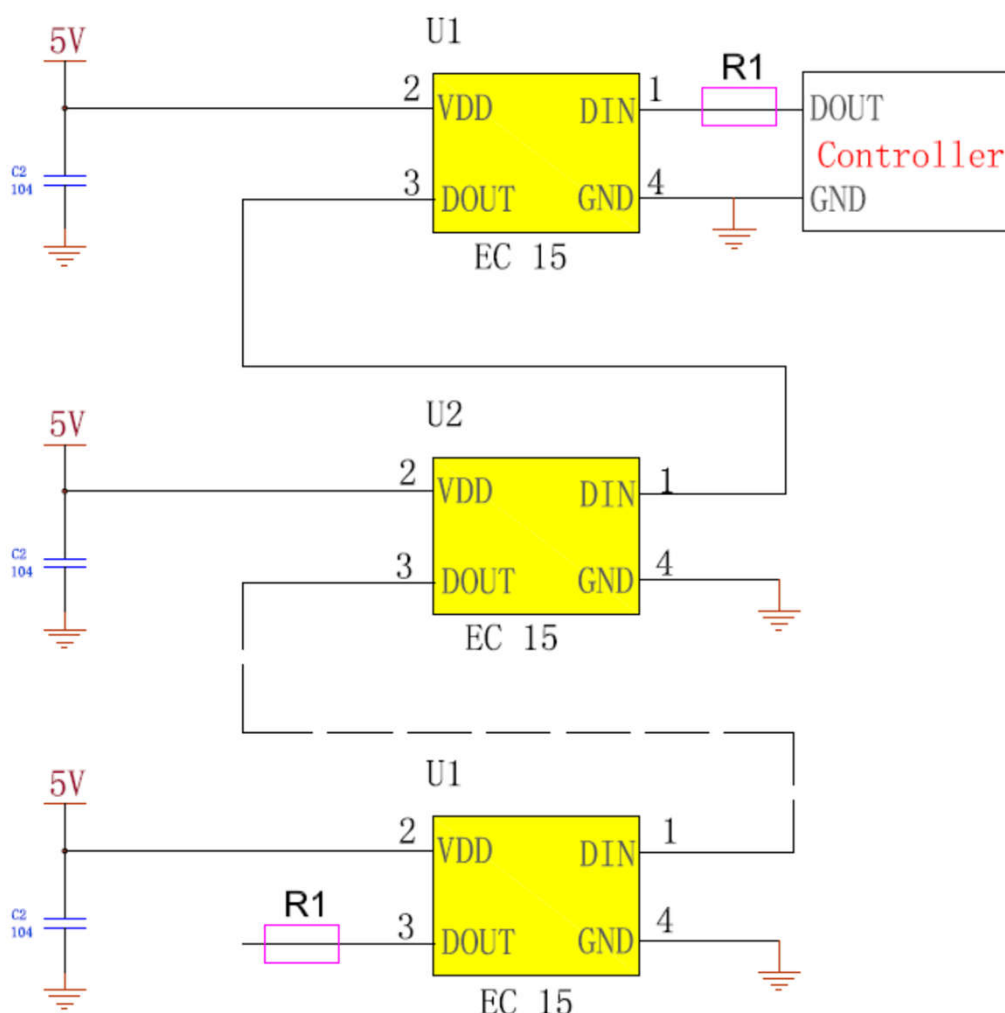 U1
5V
R1
2 VDD DIN 1 DOUT
Controller
C2
104
3 DOUT GND 4 GND
EC 15
U2
5V
2 VDD DIN 1
C2
104
3 DOUT GND 4
EC 15
U1
5V
2 VDD DIN 1
R1
C2
104
3 DOUT GND 4
EC 15